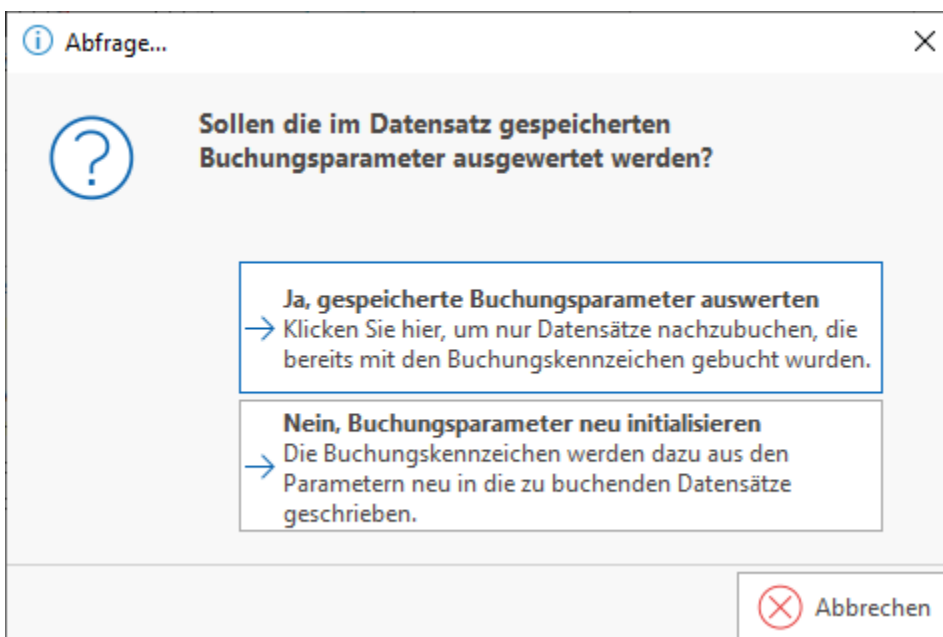 Abfrage...
Sollen die im Datensatz gespeicherten
Buchungsparameter ausgewertet werden?
Ja, gespeicherte Buchungsparameter auswerten
Klicken Sie hier, um nur Datensätze nachzubuchen, die
bereits mit den Buchungskennzeichen gebucht wurden.
Nein, Buchungsparameter neu initialisieren
Die Buchungskennzeichen werden dazu aus den
Parametern neu in die zu buchenden Datensätze
geschrieben.
Abbrechen